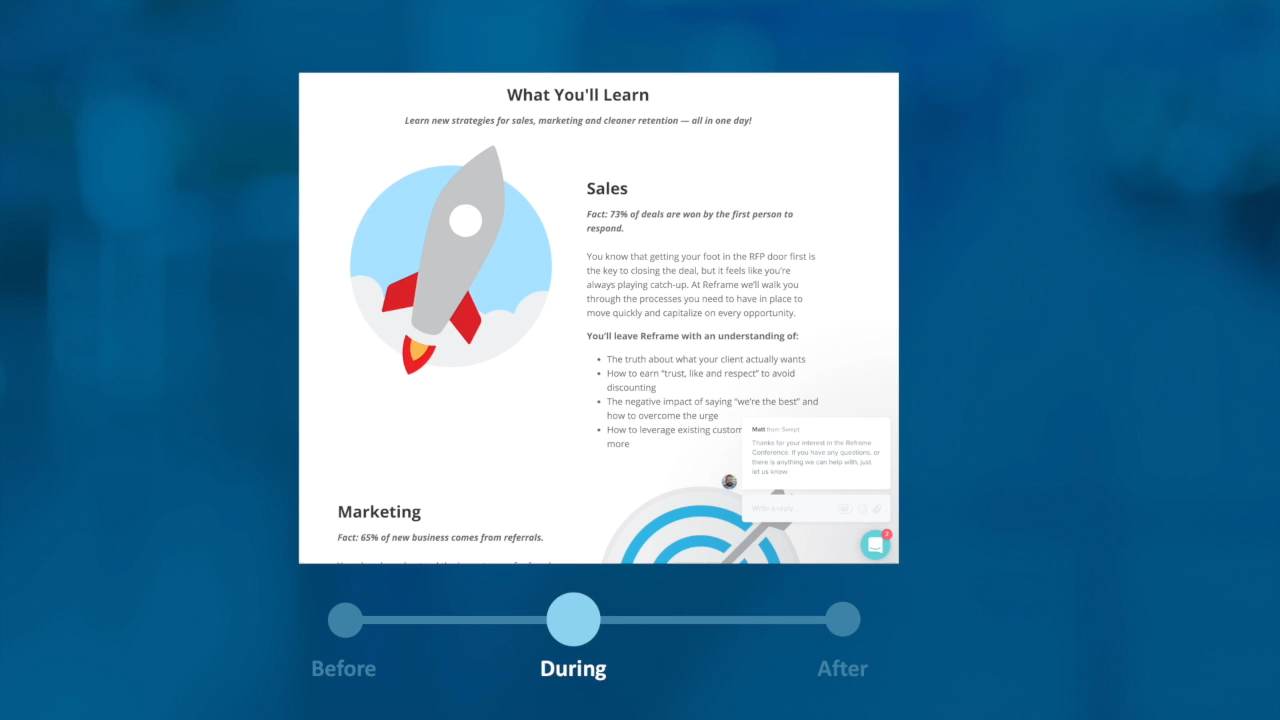 What You'll Learn
Learn new strategies for sales, marketing and cleaner retention — all in one day!
Sales
Fact: 73% of deals are won by the first person to
respond.
You know that getting your foot in the RFP door first is
the key to closing the deal, but it feels like you're
always playing catch-up. At Reframe we'll walk you
through the processes you need to have in place to
move quickly and capitalize on every opportunity.
You'll leave Reframe with an understanding of:
• The truth about what your client actually wants
• How to earn “trust, like and respect” to avoid
discounting
• The negative impact of saying “we're the best” and
how to overcome the urge
• How to leverage existing custom
more
Matt from Swept
Thanks for your interest in the Reframe
Conference. If you have any questions, or
there is anything we can help with, just
let us know.
Write a reply...
GIF
2
Marketing
Fact: 65% of new business comes from referrals.
Before
During
After